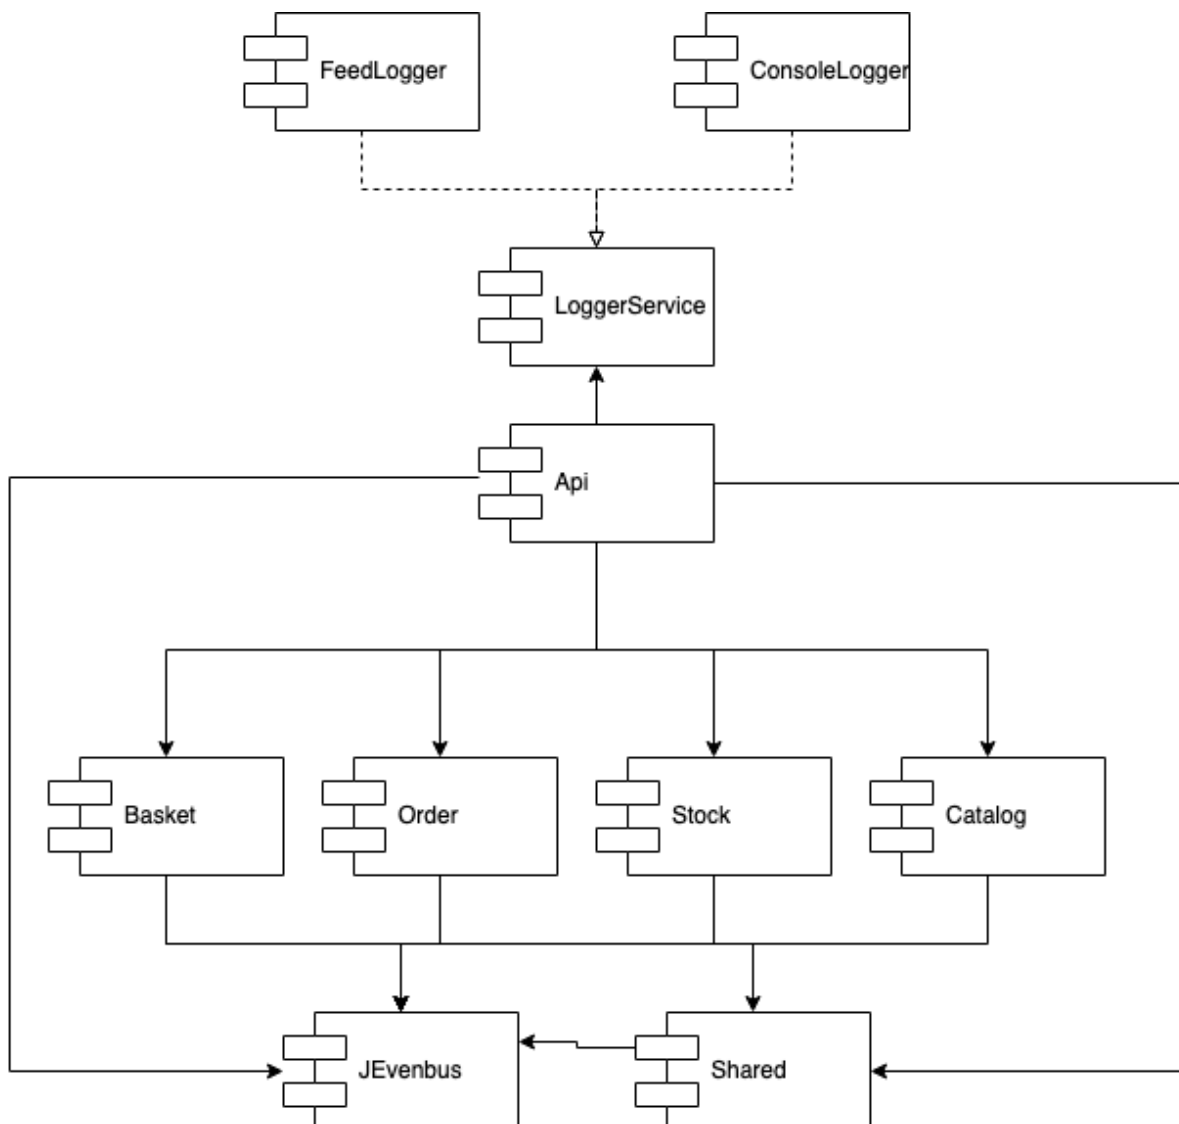 FeedLogger
ConsoleLogger
LoggerService
Api
Basket
Order
Stock
Catalog
JEvenbus
Shared